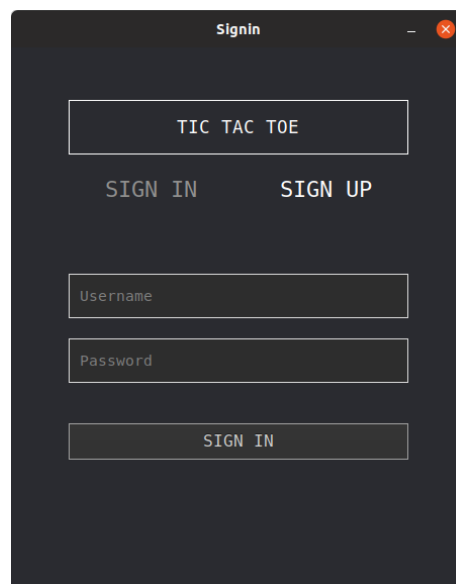 Signin
TIC TAC TOE
SIGN IN SIGN UP
Username
Password
SIGN IN